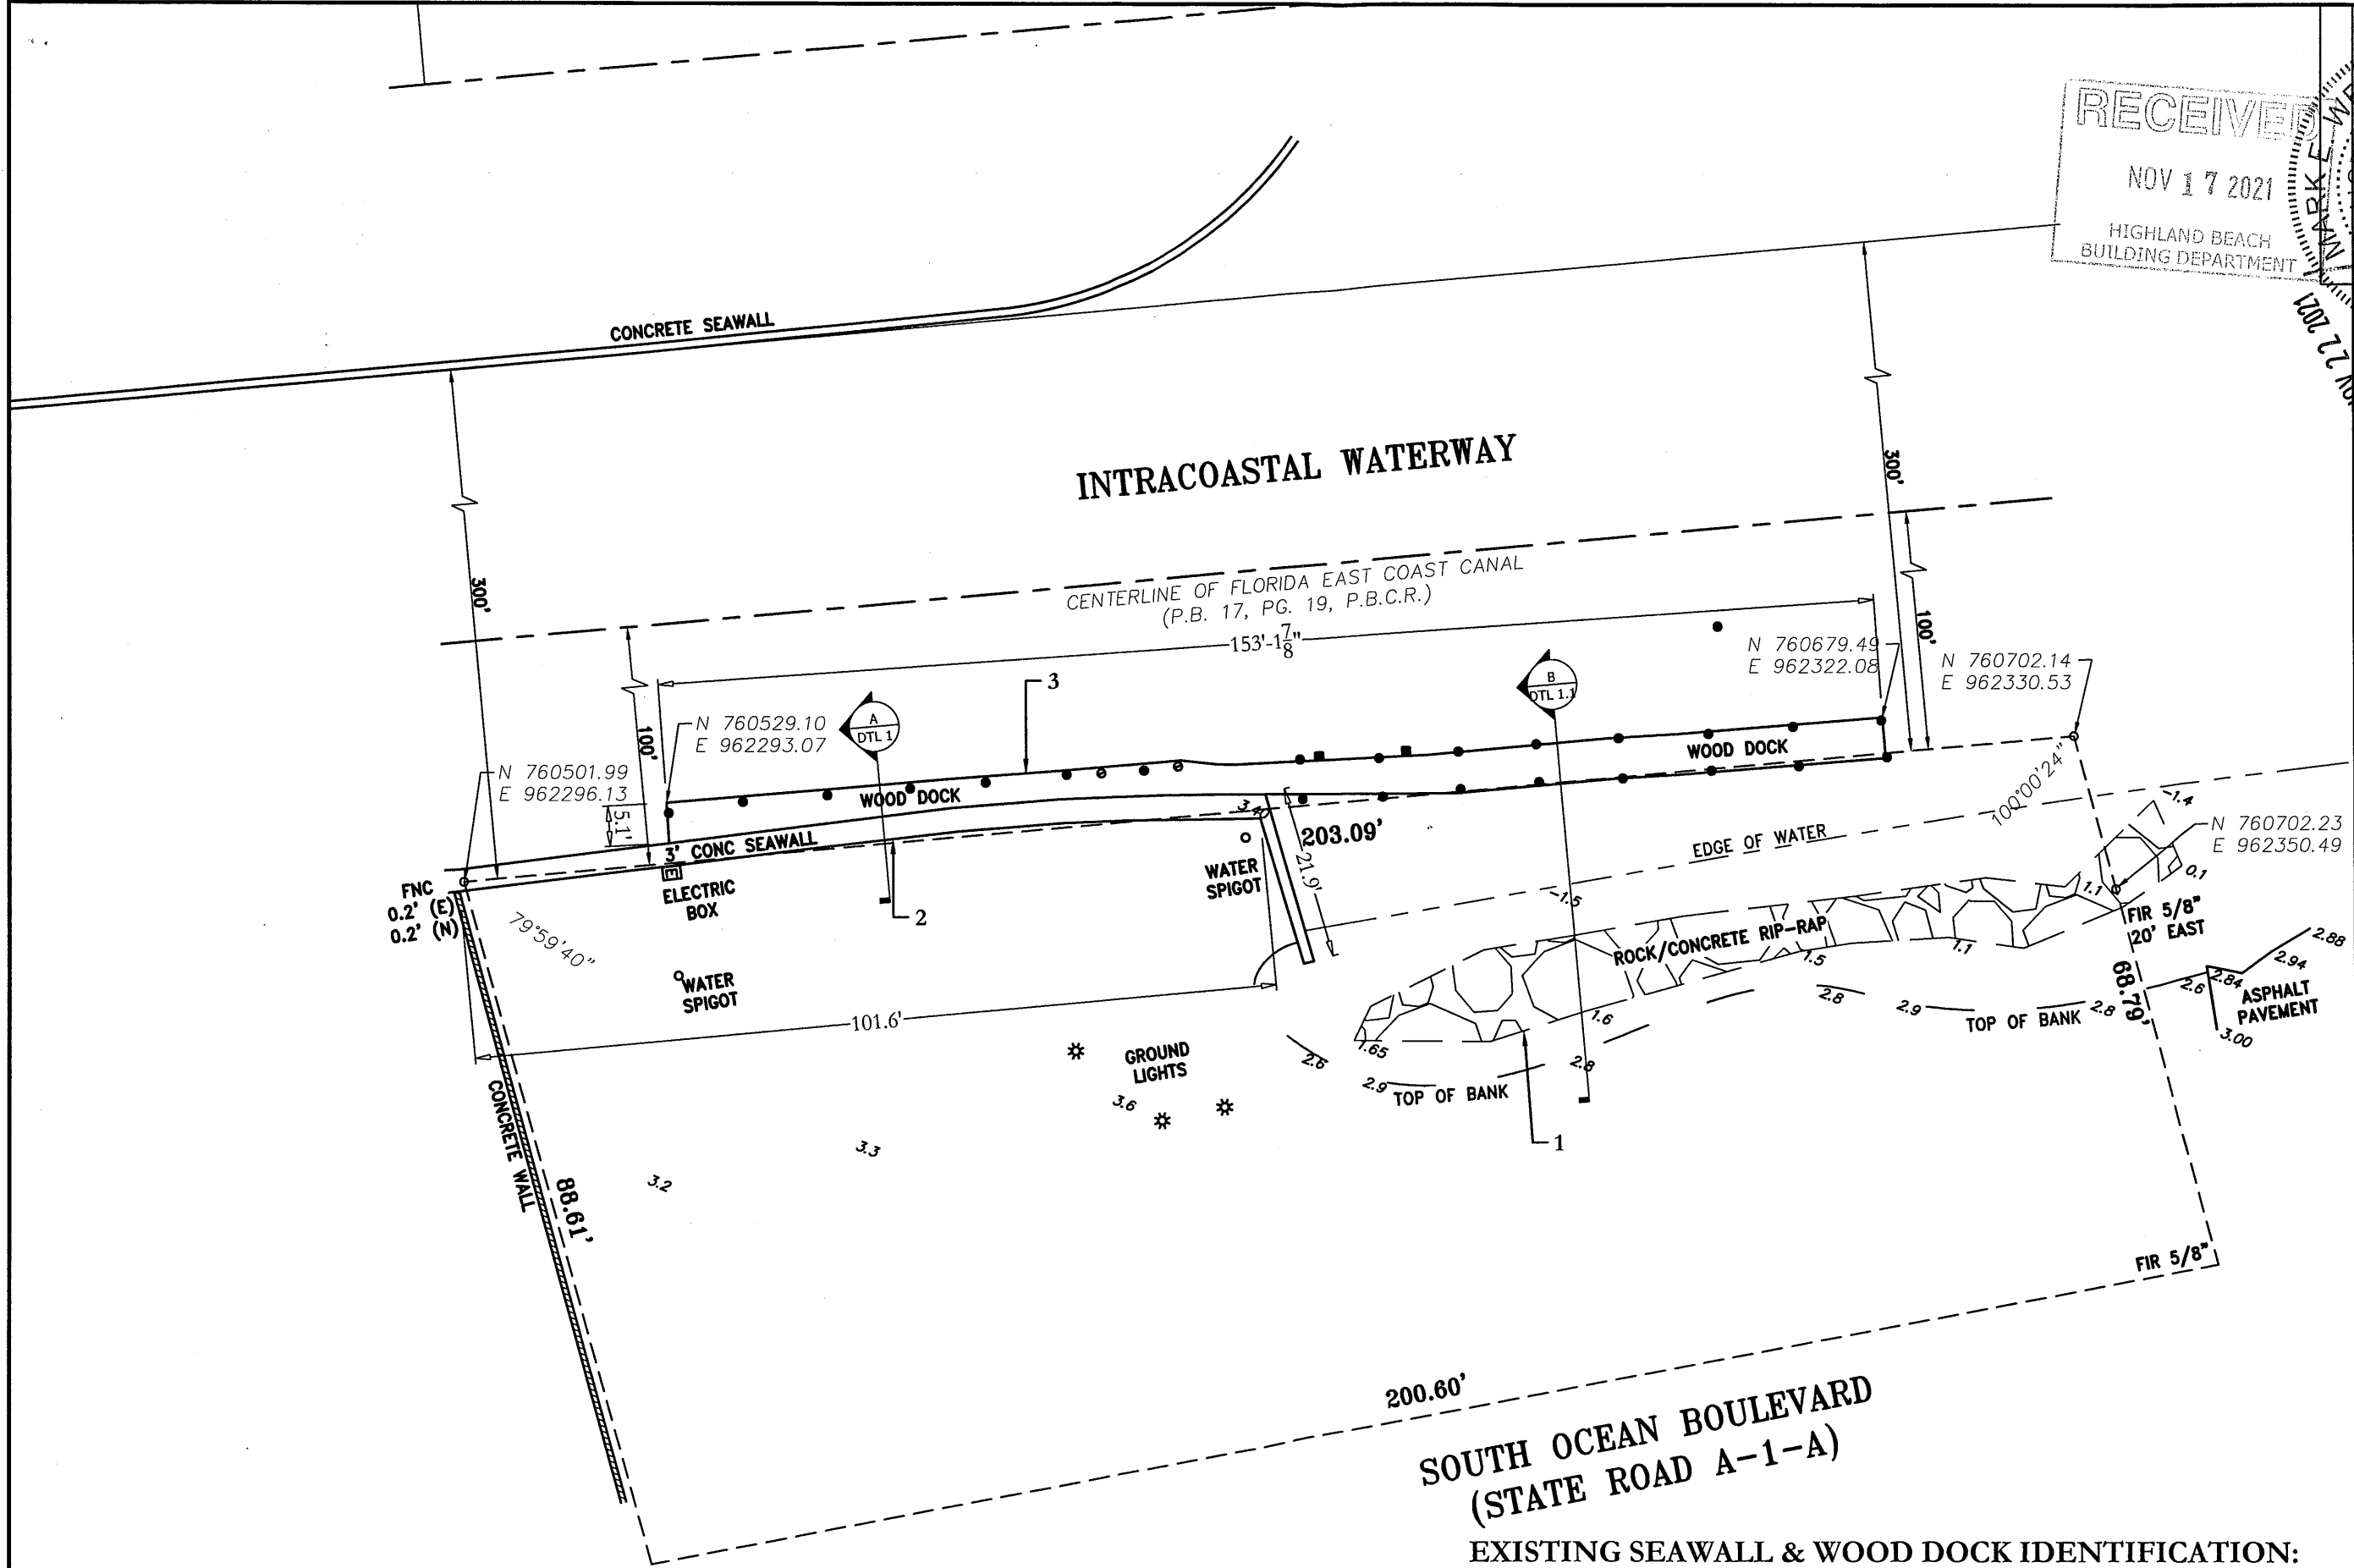 RECEIVED
NOV 17 2021
HIGHLAND BEACH
BUILDING DEPARTMENT
MARK E
22 2021
CONCRETE SEAWALL
INTRACOASTAL WATERWAY
300'
300'
CENTERLINE OF FLORIDA EAST COAST CANAL
(P.B. 17, PG. 19, P.B.C.R.)
153'-1 7/8"
100'
100'
N 760679.49
E 962322.08
N 760702.14
E 962330.53
3
A
DTL 1
B
DTL 1.1
N 760529.10
E 962293.07
N 760501.99
E 962296.13
WOOD DOCK
WOOD DOCK
5.1'
3'
CONC SEAWALL
3.4
203.09'
21.9'
100°00'24"
-1.4
N 760702.23
E 962350.49
EDGE OF WATER
FNC
0.2' (E)
0.2' (N)
E
ELECTRIC
BOX
2
WATER
SPIGOT
-1.5
0.1
1.1
79°59'40"
FIR 5/8"
20' EAST
ROCK/CONCRETE RIP-RAP
1.5
1.1
WATER
SPIGOT
101.6'
68.79'
2.88
2.94
2.84
2.6
ASPHALT
PAVEMENT
3.00
2.8
2.9
TOP OF BANK
2.8
1.6
1.65
2.6
2.8
2.9
TOP OF BANK
GROUND
LIGHTS
3.6
1
3.3
3.2
CONCRETE WALL
88.61'
FIR 5/8"
200.60'
SOUTH OCEAN BOULEVARD
(STATE ROAD A-1-A)
EXISTING SEAWALL & WOOD DOCK IDENTIFICATION: